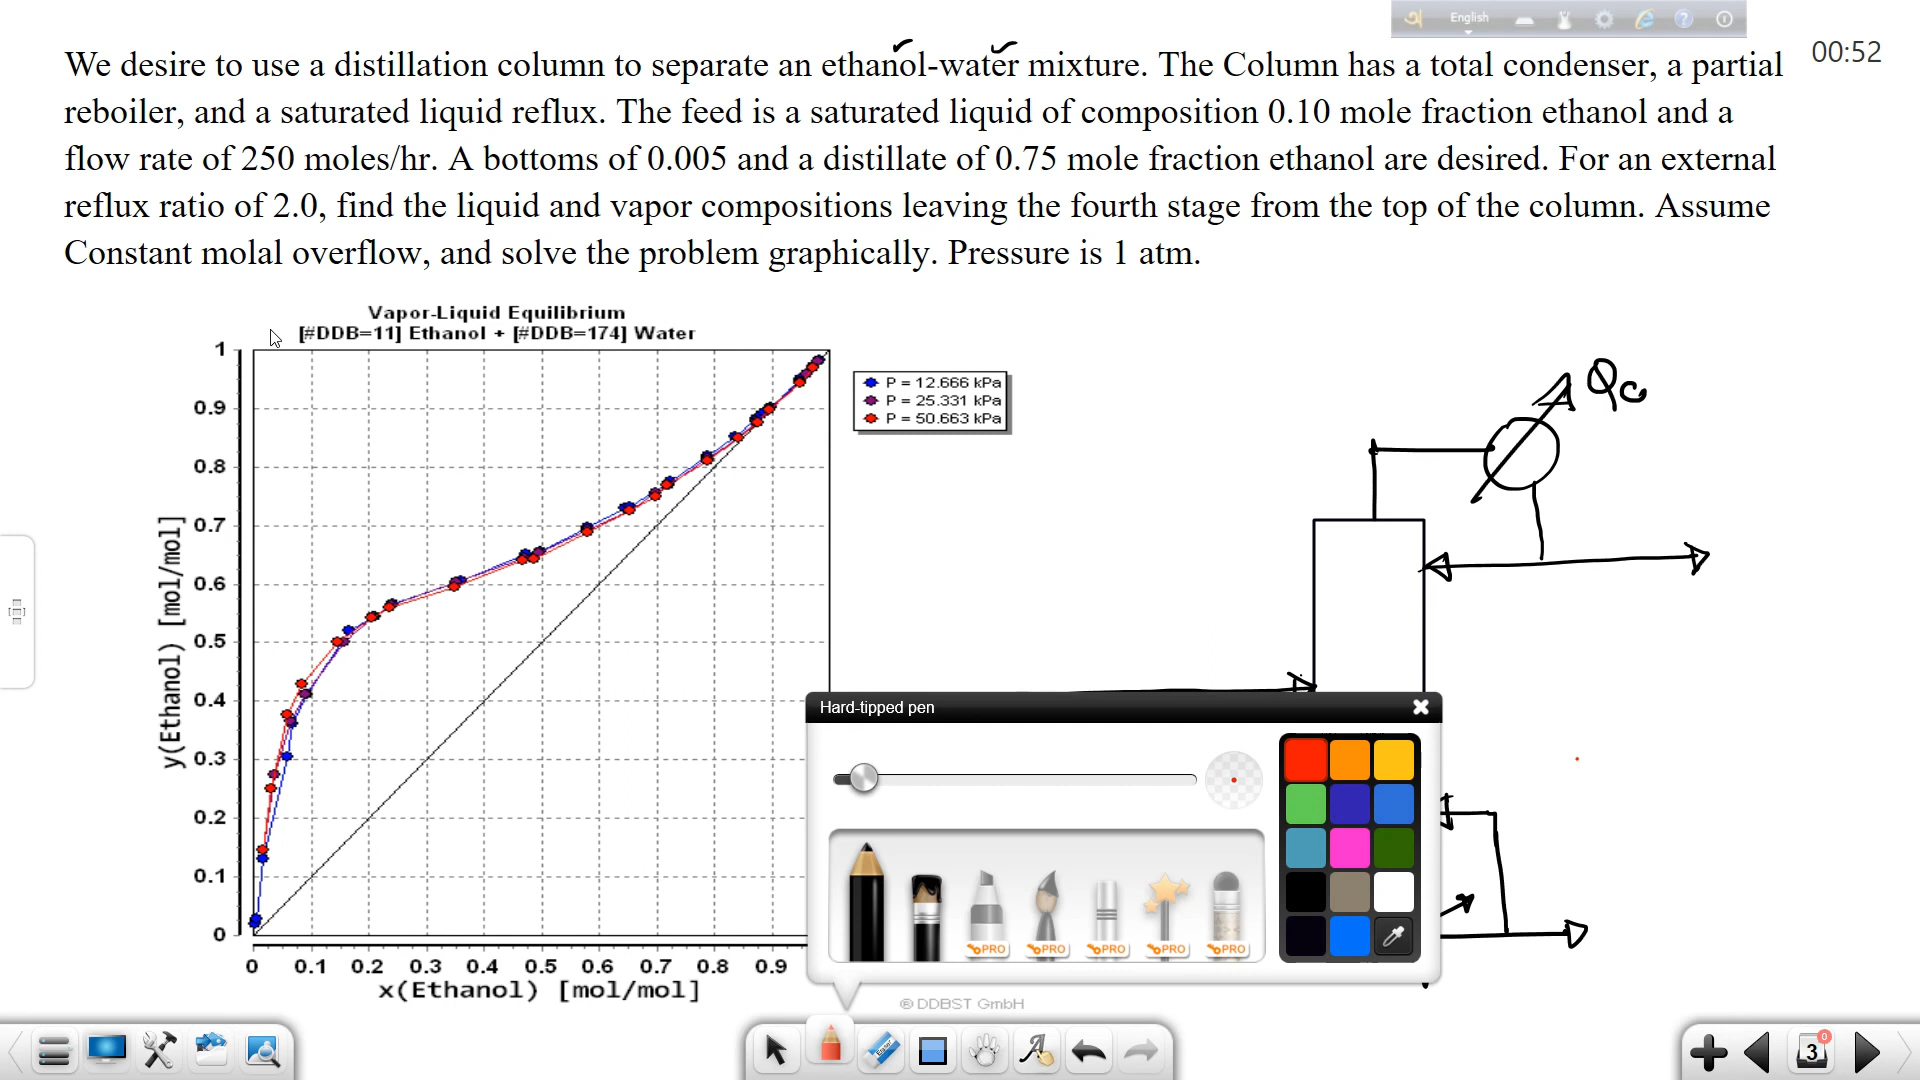 English
00:52
We desire to use a distillation column to separate an ethanol-water mixture. The Column has a total condenser, a partial
reboiler, and a saturated liquid reflux. The feed is a saturated liquid of composition 0.10 mole fraction ethanol and a
flow rate of 250 moles/hr. A bottoms of 0.005 and a distillate of 0.75 mole fraction ethanol are desired. For an external
reflux ratio of 2.0, find the liquid and vapor compositions leaving the fourth stage from the top of the column. Assume
Constant molal overflow, and solve the problem graphically. Pressure is 1 atm.
Vapor-Liquid Equilibrium
[#DDB=11] Ethanol + [#DDB=174] Water
1
0.9
0.8
0.7
0.6
0.5
0.4
0.3
0.2
0.1
0
y(Ethanol) [mol/mol]
0 0.1 0.2 0.3 0.4 0.5 0.6 0.7 0.8 0.9
x(Ethanol) [mol/mol]
P = 12.666 kPa
P = 25.331 kPa
P = 50.663 kPa
Qc
Hard-tipped pen
PRO PRO PRO PRO PRO
© DDBST GmbH
Eraser
A
3
0